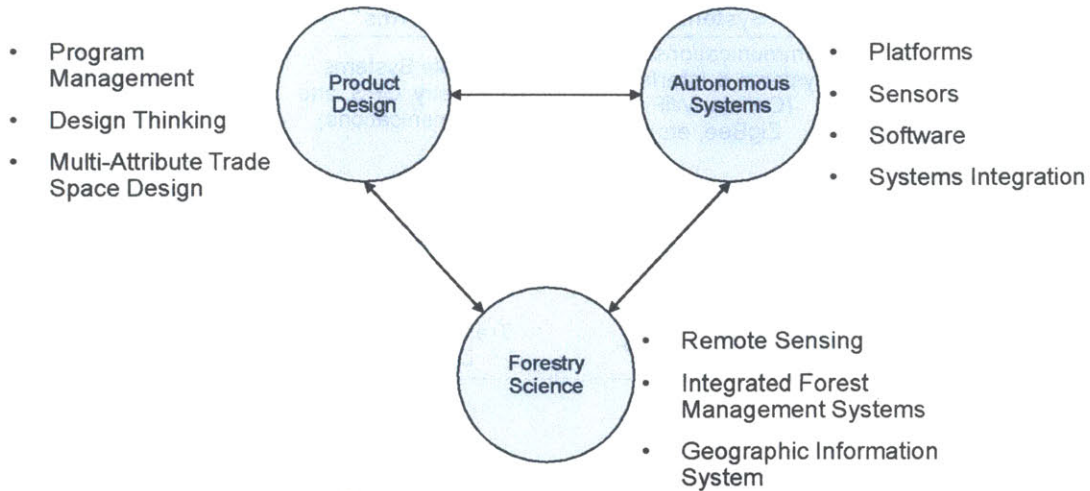 • Program
Management
• Design Thinking
• Multi-Attribute Trade
Space Design
Product
Design
Autonomous
Systems
• Platforms
• Sensors
• Software
• Systems Integration
Forestry
Science
• Remote Sensing
• Integrated Forest
Management Systems
• Geographic Information
System